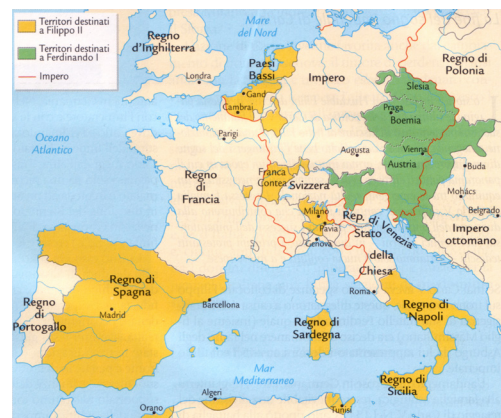 Territori destinati
a Filippo II
Territori destinati
a Ferdinando I
Impero
Mare
del Nord
Regno
d'Inghilterra
Londra
Paesi
Bassi
Gand
Cambrai
Impero
Regno di
Polonia
Slesia
Praga
Boemia
Oceano
Atlantico
Parigi
Augusta
Vienna
Austria
Buda
Regno
di
Francia
Franca
Contea
Svizzera
Mohács
Belgrado
Milano
Pavia
Genova
Rep. di Venezia
Impero
ottomano
Stato
della
Chiesa
Roma
Regno di
Spagna
Madrid
Barcellona
Regno
di
Portogallo
Regno di
Sardegna
Regno di
Napoli
Mar
Mediterraneo
Regno di
Sicilia
Orano
Algeri
Tunisi